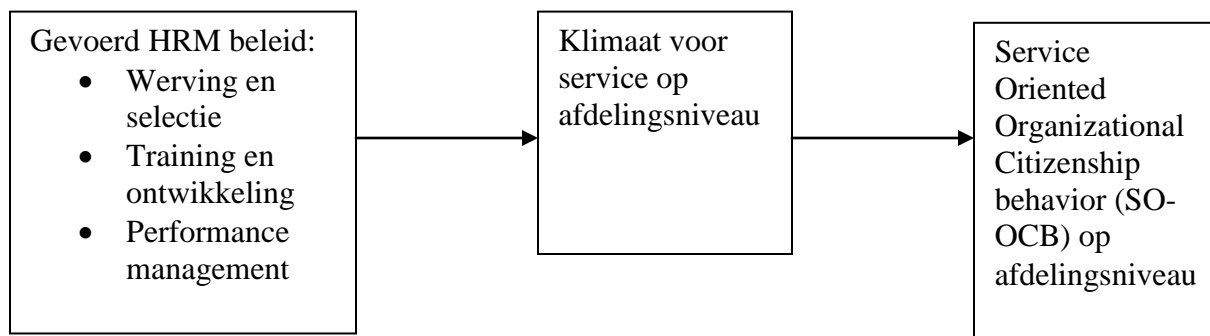 Gevoerd HRM beleid:
• Werving en
selectie
• Training en
ontwikkeling
• Performance
management
Klimaat voor
service op
afdelingsniveau
Service
Oriented
Organizational
Citizenship
behavior (SO-
OCB) op
afdelingsniveau